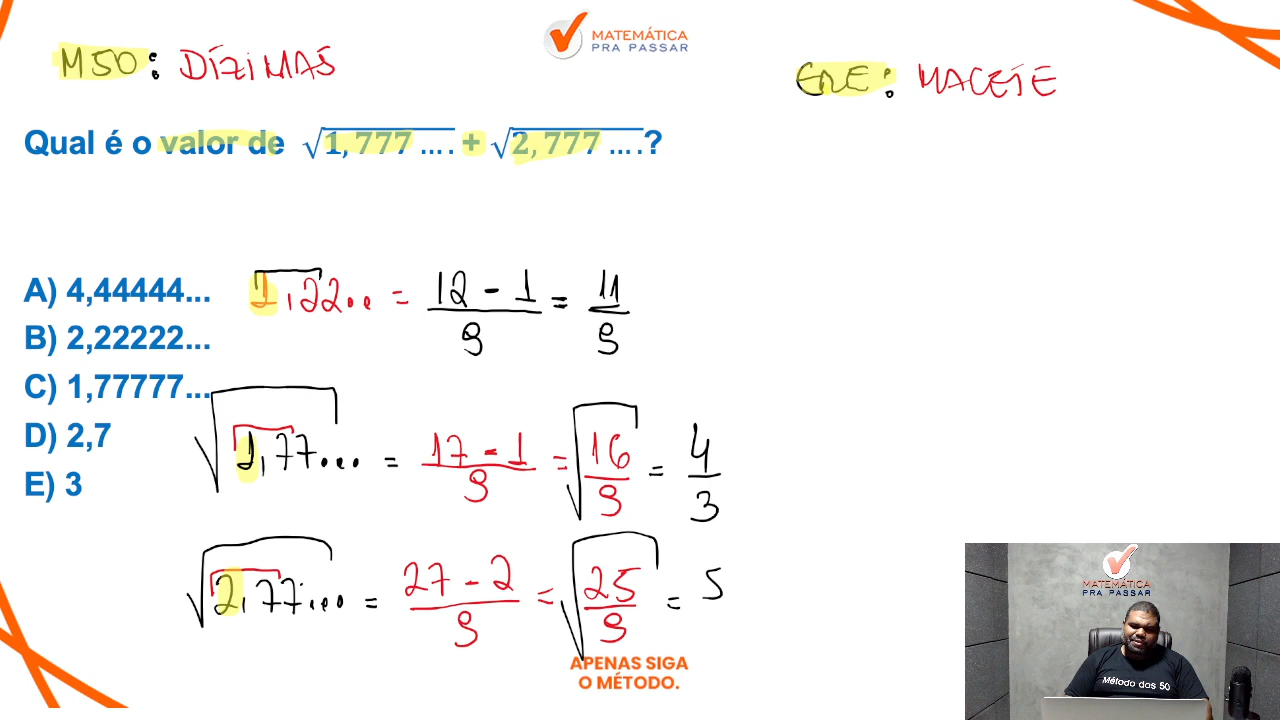 MATEMÁTICA
PRA PASSAR
M50: DÍZIMAS
ENE: MACETE
Qual é o valor de √1,777 .... + √2,777 ....?
A) 4,44444...
1,22.. = 12 - 1 / 9 = 11 / 9
B) 2,22222...
C) 1,77777...
D) 2,7
√1,77... = 17 - 1 / 9 = √16 / 9 = 4 / 3
E) 3
√2,77... = 27 - 2 / 9 = √25 / 9 = 5
APENAS SIGA
O MÉTODO.
MATEMÁTICA
PRA PASSAR
Método dos 50